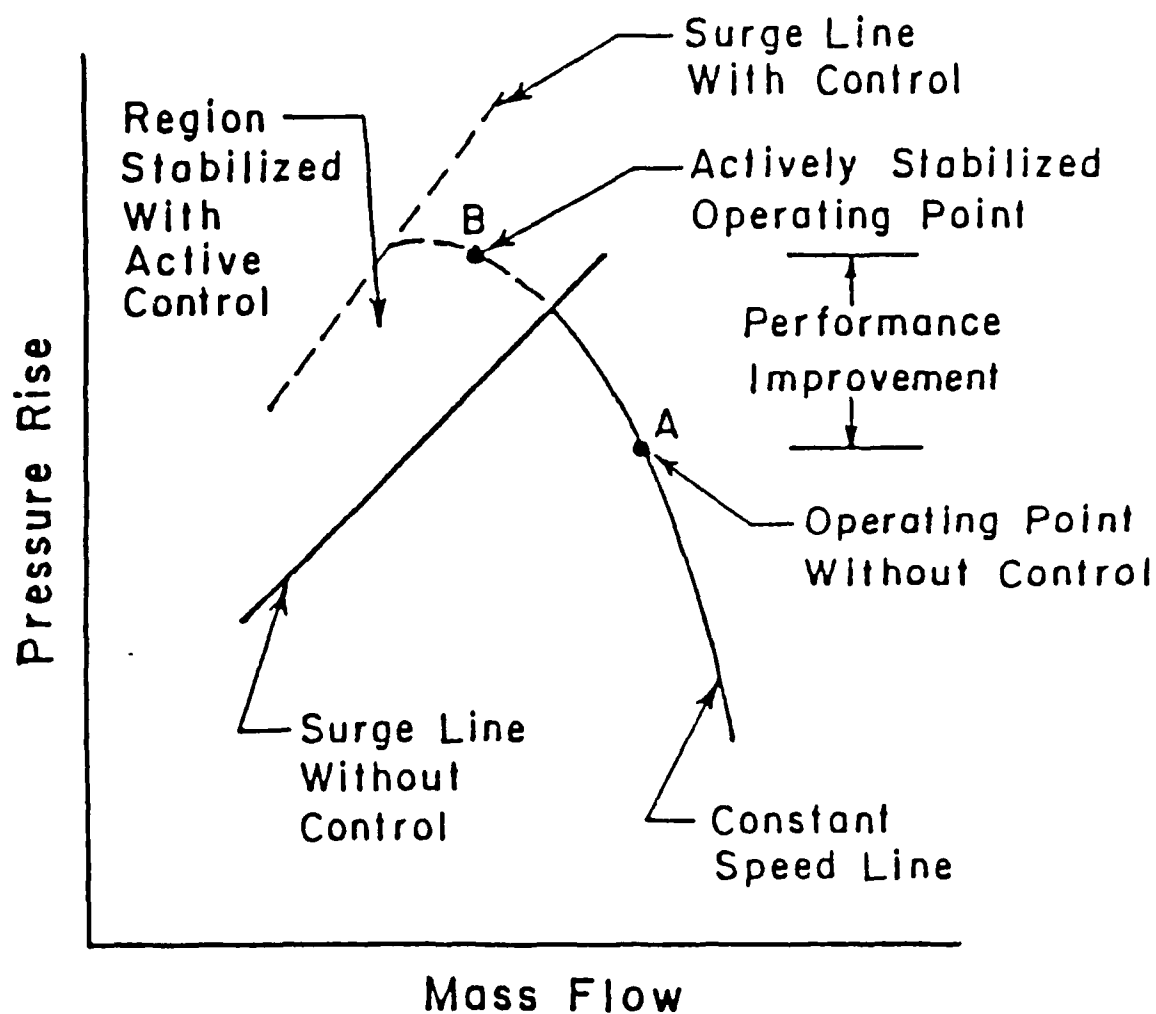 Surge Line
With Control
Region
Stabilized
With
Active
Control
Actively Stabilized
Operating Point
B
Performance
Improvement
A
Operating Point
Without Control
Pressure Rise
Surge Line
Without
Control
Constant
Speed Line
Mass Flow